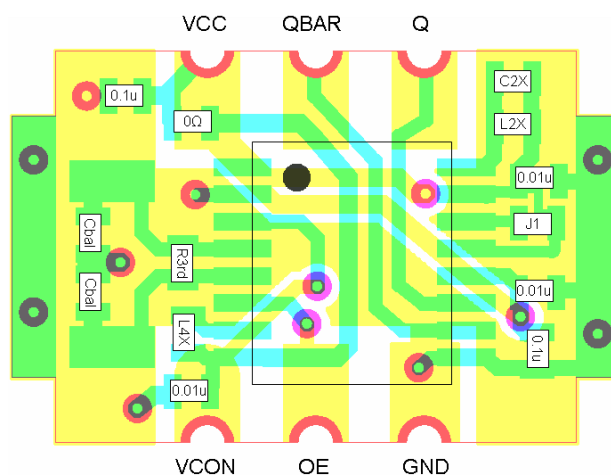 VCC QBAR Q
C2X
0.1u
0Ω
L2X
0.01u
J1
Cbal
R3rd
Cbal
0.01u
L4X
0.1u
0.01u
VCON OE GND